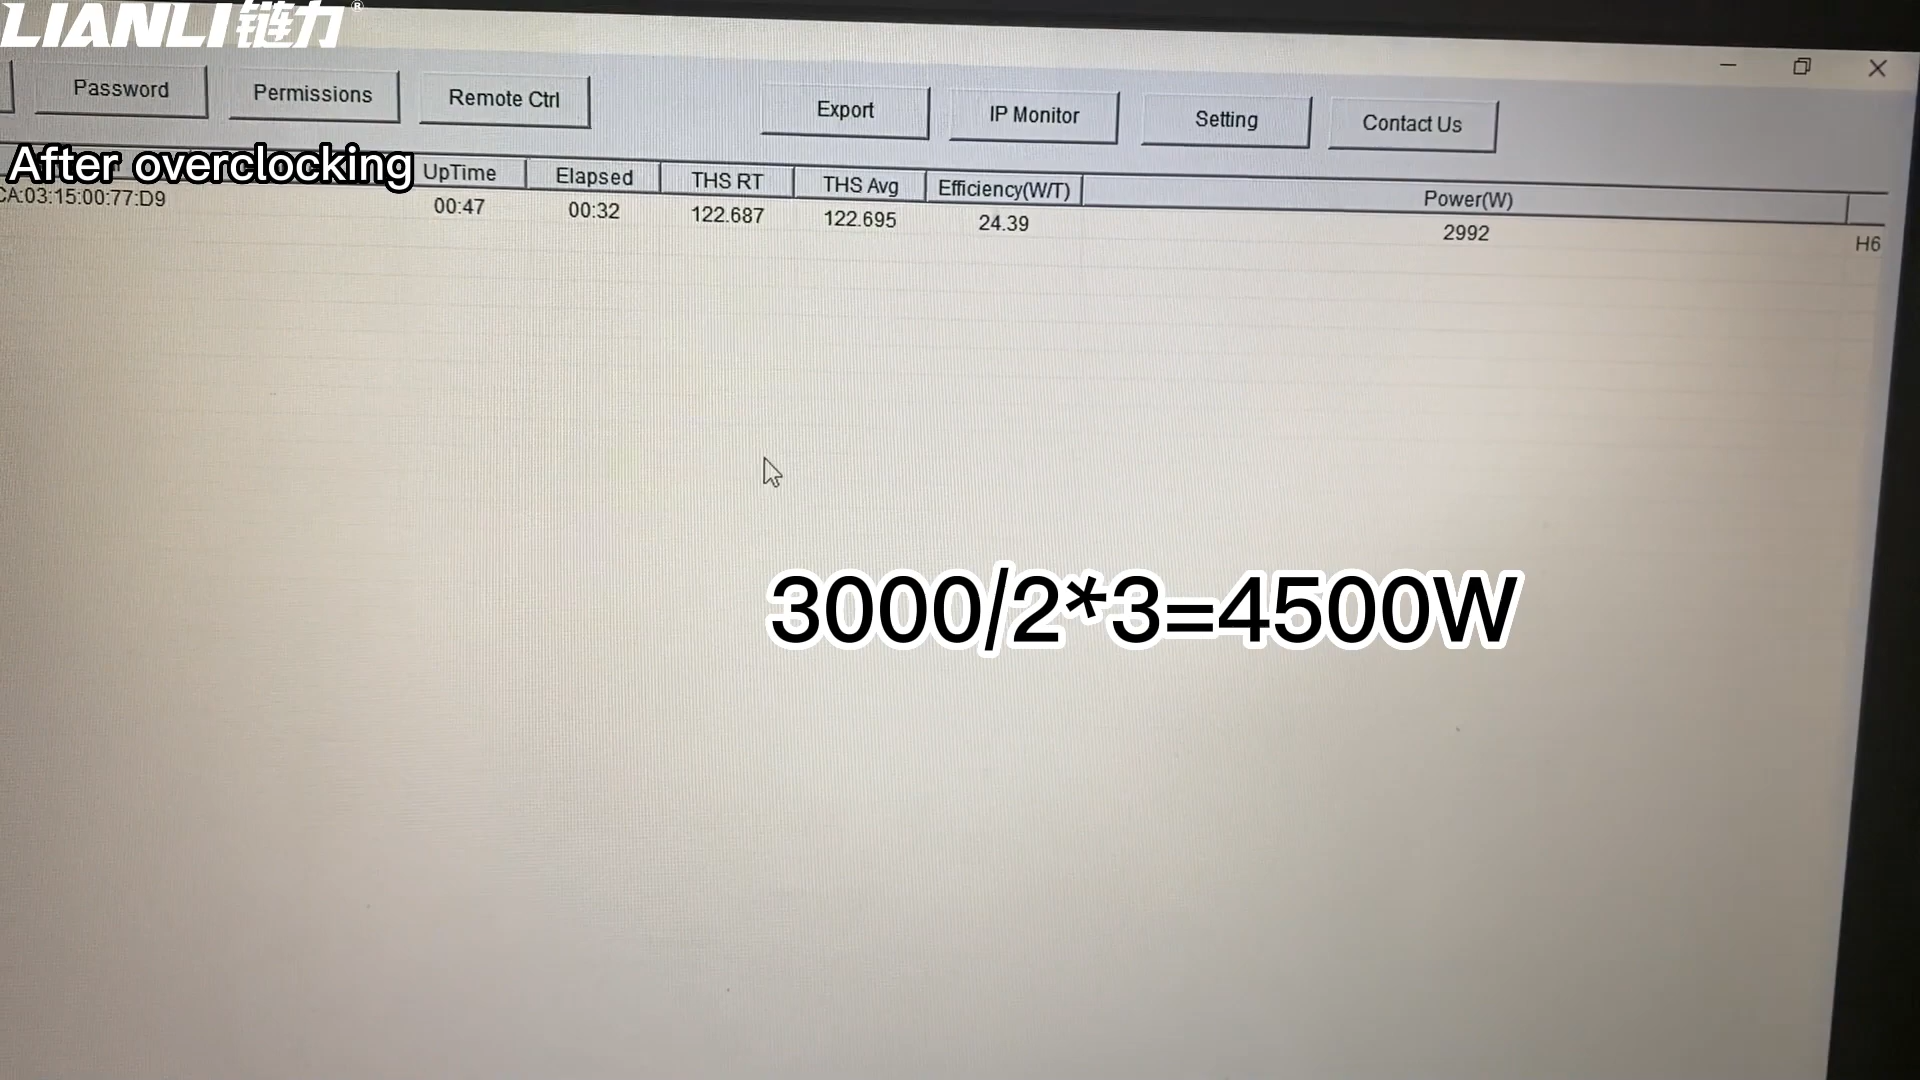 LIANLI链力®
Password Permissions Remote Ctrl Export IP Monitor Setting Contact Us
After overclocking
UpTime Elapsed THS RT THS Avg Efficiency(W/T) Power(W)
CA:03:15:00:77:D9 00:47 00:32 122.687 122.695 24.39 2992 H6
3000/2*3=4500W